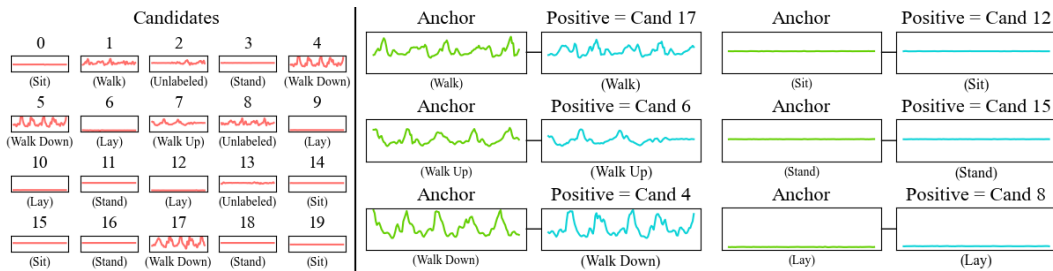 Candidates
0 1 2 3 4
(Sit) (Walk) (Unlabeled) (Stand) (Walk Down)
5 6 7 8 9
(Walk Down) (Lay) (Walk Up) (Unlabeled) (Lay)
10 11 12 13 14
(Lay) (Stand) (Lay) (Unlabeled) (Sit)
15 16 17 18 19
(Sit) (Stand) (Walk Down) (Stand) (Sit)
Anchor Positive = Cand 17
(Walk) (Walk)
Anchor Positive = Cand 6
(Walk Up) (Walk Up)
Anchor Positive = Cand 4
(Walk Down) (Walk Down)
Anchor Positive = Cand 12
(Sit) (Sit)
Anchor Positive = Cand 15
(Stand) (Stand)
Anchor Positive = Cand 8
(Lay) (Lay)